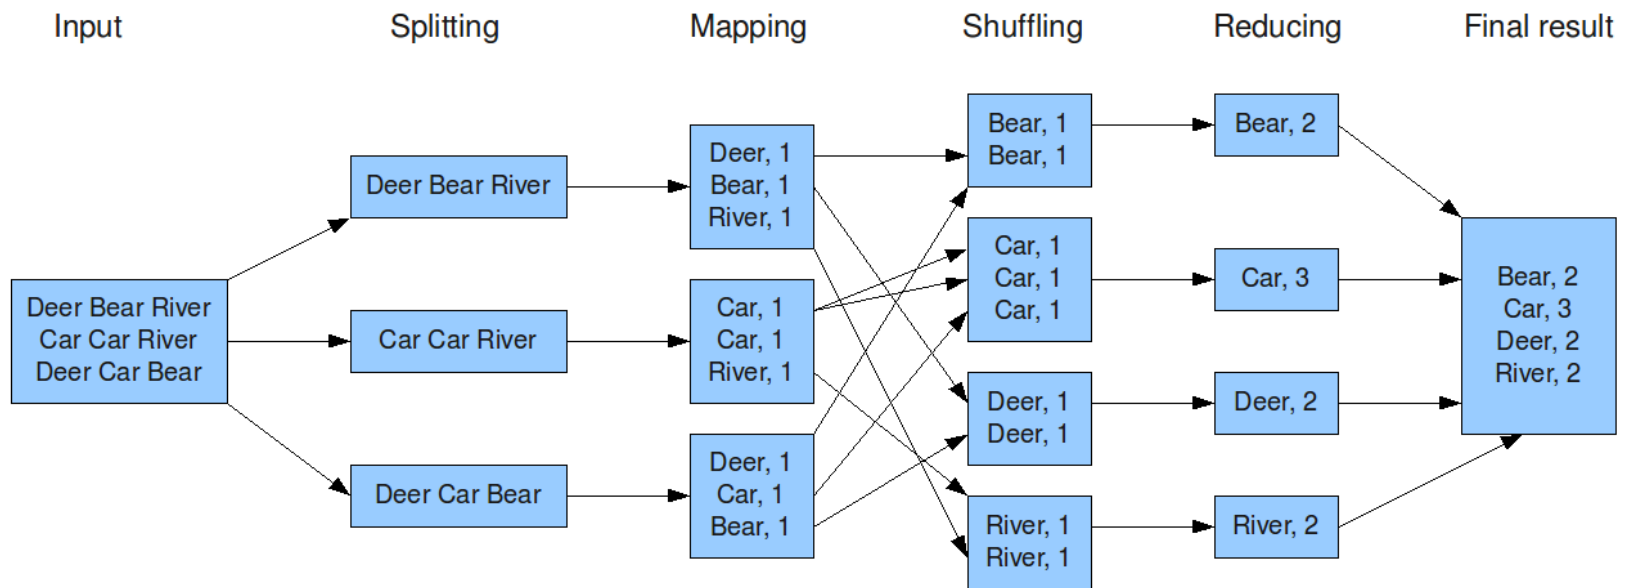 Input
Splitting
Mapping
Shuffling
Reducing
Final result
Deer Bear River
Car Car River
Deer Car Bear
Deer Bear River
Car Car River
Deer Car Bear
Deer, 1
Bear, 1
River, 1
Car, 1
Car, 1
River, 1
Deer, 1
Car, 1
Bear, 1
Bear, 1
Bear, 1
Car, 1
Car, 1
Car, 1
Deer, 1
Deer, 1
River, 1
River, 1
Bear, 2
Car, 3
Deer, 2
River, 2
Bear, 2
Car, 3
Deer, 2
River, 2